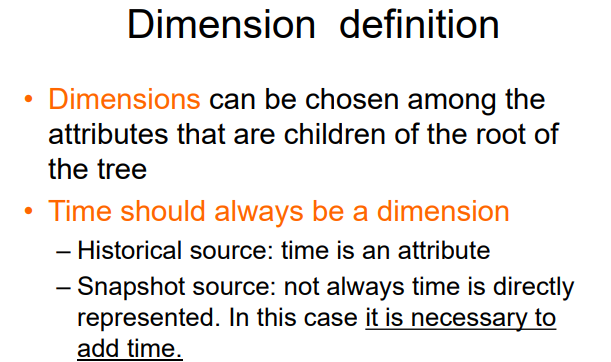 Dimension definition
• Dimensions can be chosen among the
attributes that are children of the root of
the tree
• Time should always be a dimension
– Historical source: time is an attribute
– Snapshot source: not always time is directly
represented. In this case it is necessary to
add time.